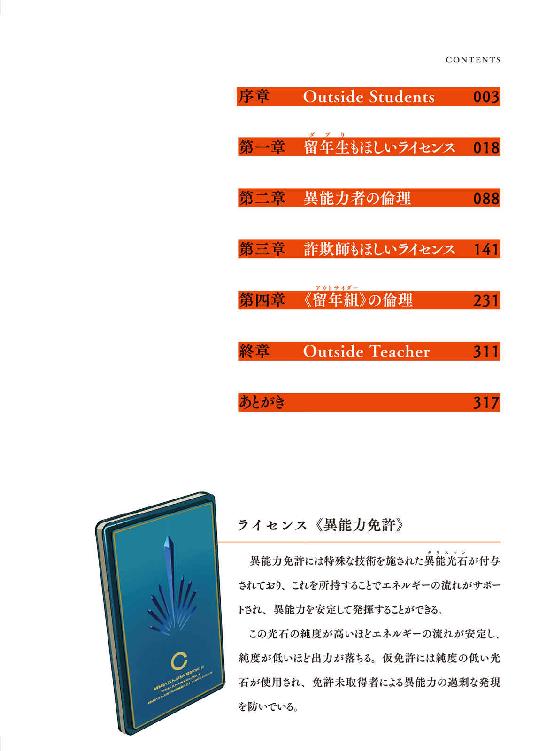 CONTENTS
序章 Outside Students 003
ダブり
第一章 留年生もほしいライセンス 018
第二章 異能力者の倫理 088
第三章 詐欺師もほしいライセンス 141
アウトサイダー
第四章 《留年組》の倫理 231
終章 Outside Teacher 311
あとがき 317
ライセンス《異能力免許》
異能力免許には特殊な技術を施された異能光石が付与
されており、これを所持することでエネルギーの流れがサポー
トされ、異能力を安定して発揮することができる。
この光石の純度が高いほどエネルギーの流れが安定し、
純度が低いほど出力が落ちる。仮免許には純度の低い光
石が使用され、免許未取得者による異能力の過剰な発現
を防いでいる。